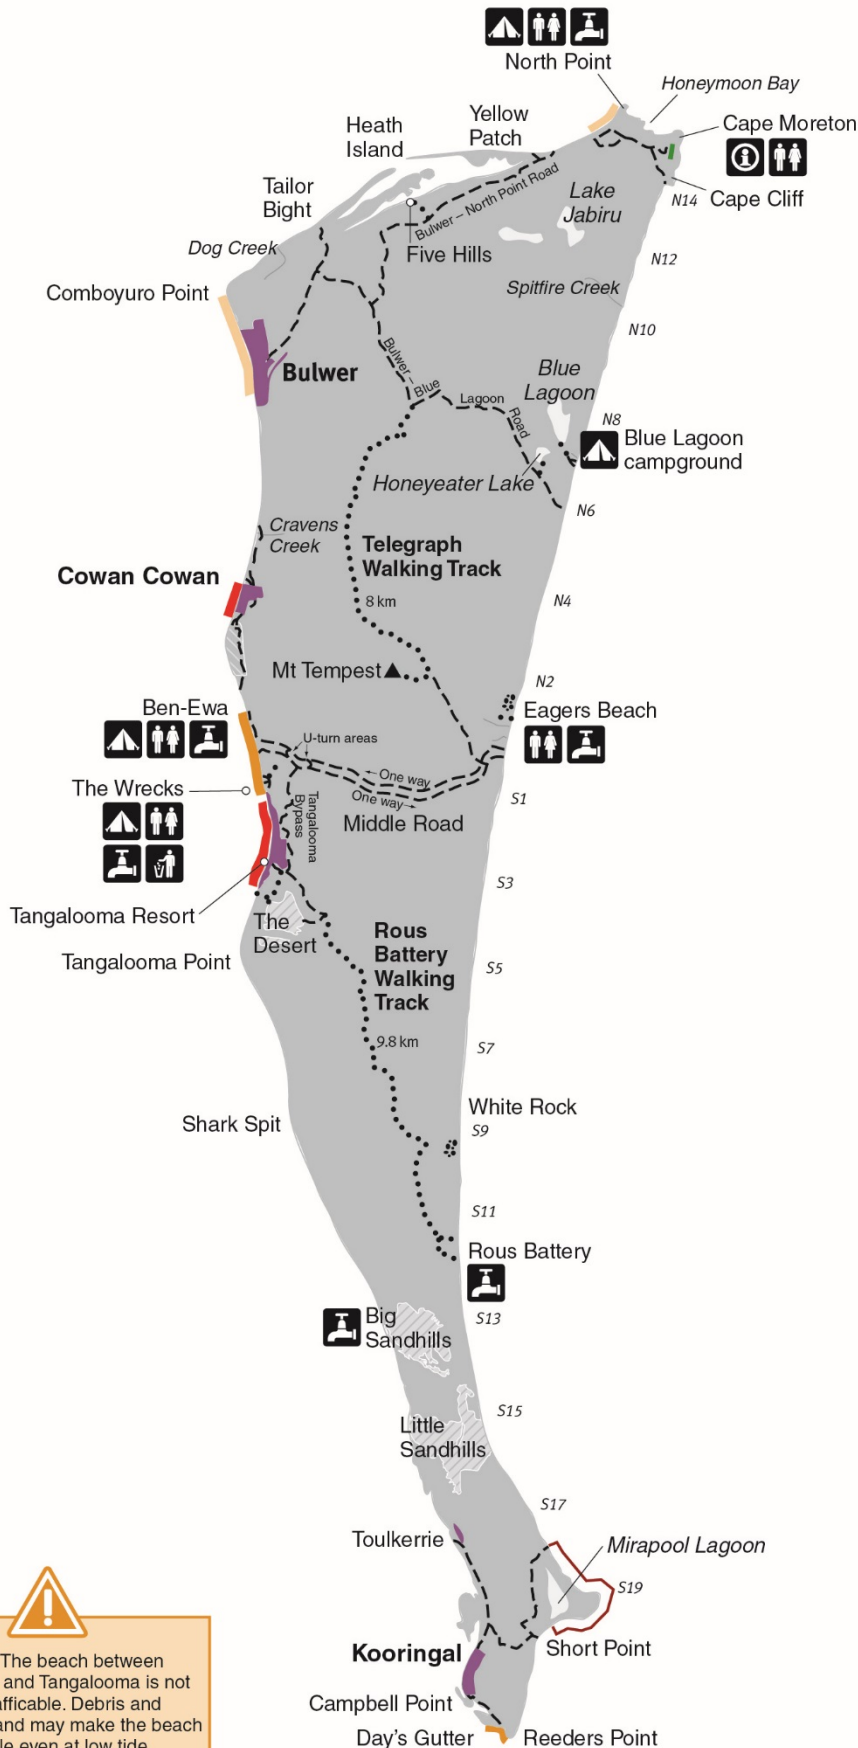 North Point
Honeymoon Bay
Cape Moreton
Yellow
Patch
Heath
Island
Cape Cliff
N14
Lake
Jabiru
Bulwer – North Point Road
Tailor
Bight
Dog Creek
Five Hills
N12
Comboyuro Point
Spitfire Creek
N10
Bulwer
Bulwer –
Blue
Lagoon
Road
Blue
Lagoon
N8
Blue Lagoon
campground
Honeyeater Lake
N6
Cravens
Creek
Telegraph
Walking Track
Cowan Cowan
8 km
N4
Mt Tempest
N2
Ben-Ewa
Eagers Beach
U-turn areas
One way
One way
The Wrecks
Tangalooma
Bypass
Middle Road
S1
S3
Tangalooma Resort
The
Desert
Rous
Battery
Walking
Track
Tangalooma Point
S5
9.8 km
S7
White Rock
Shark Spit
S9
S11
Rous Battery
Big
Sandhills
S13
S15
Little
Sandhills
S17
Toulkerrie
Mirapool Lagoon
S19
Kooringal
Short Point
Campbell Point
Day's Gutter
Reeders Point
The beach between
and Tangalooma is not
and may make the beach
even at low tide